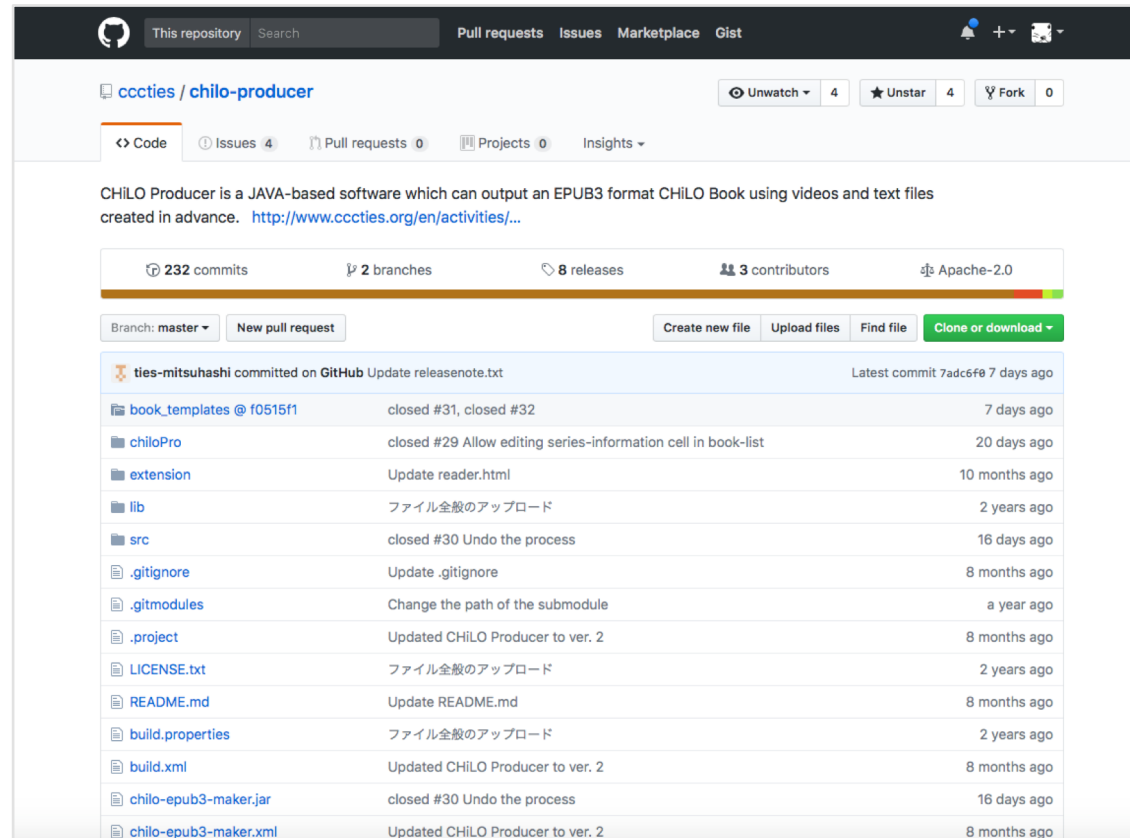 This repository Search Pull requests Issues Marketplace Gist
cccties / chilo-producer Unwatch 4 Unstar 4 Fork 0
Code Issues 4 Pull requests 0 Projects 0 Insights
CHiLO Producer is a JAVA-based software which can output an EPUB3 format CHiLO Book using videos and text files
created in advance. http://www.cccties.org/en/activities/...
232 commits 2 branches 8 releases 3 contributors Apache-2.0
Branch: master New pull request Create new file Upload files Find file Clone or download
ties-mitsuhashi committed on GitHub Update releasenote.txt Latest commit 7adc6f0 7 days ago
book_templates @ f0515f1 closed #31, closed #32 7 days ago
chiloPro closed #29 Allow editing series-information cell in book-list 20 days ago
extension Update reader.html 10 months ago
lib ファイル全般のアップロード 2 years ago
src closed #30 Undo the process 16 days ago
.gitignore Update .gitignore 8 months ago
.gitmodules Change the path of the submodule a year ago
.project Updated CHiLO Producer to ver. 2 8 months ago
LICENSE.txt ファイル全般のアップロード 2 years ago
README.md Update README.md 8 months ago
build.properties ファイル全般のアップロード 2 years ago
build.xml Updated CHiLO Producer to ver. 2 8 months ago
chilo-epub3-maker.jar closed #30 Undo the process 16 days ago
chilo-epub3-maker.xml Updated CHiLO Producer to ver. 2 8 months ago